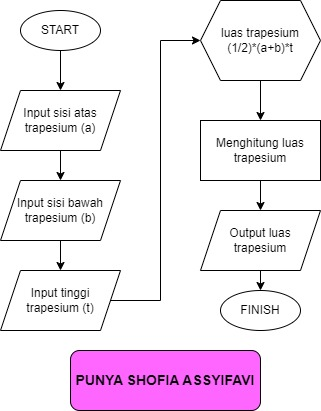 START
Input sisi atas
trapesium (a)
Input sisi bawah
trapesium (b)
Input tinggi
trapesium (t)
luas trapesium
(1/2)*(a+b)*t
Menghitung luas
trapesium
Output luas
trapesium
FINISH
PUNYA SHOFIA ASSYIFAVI